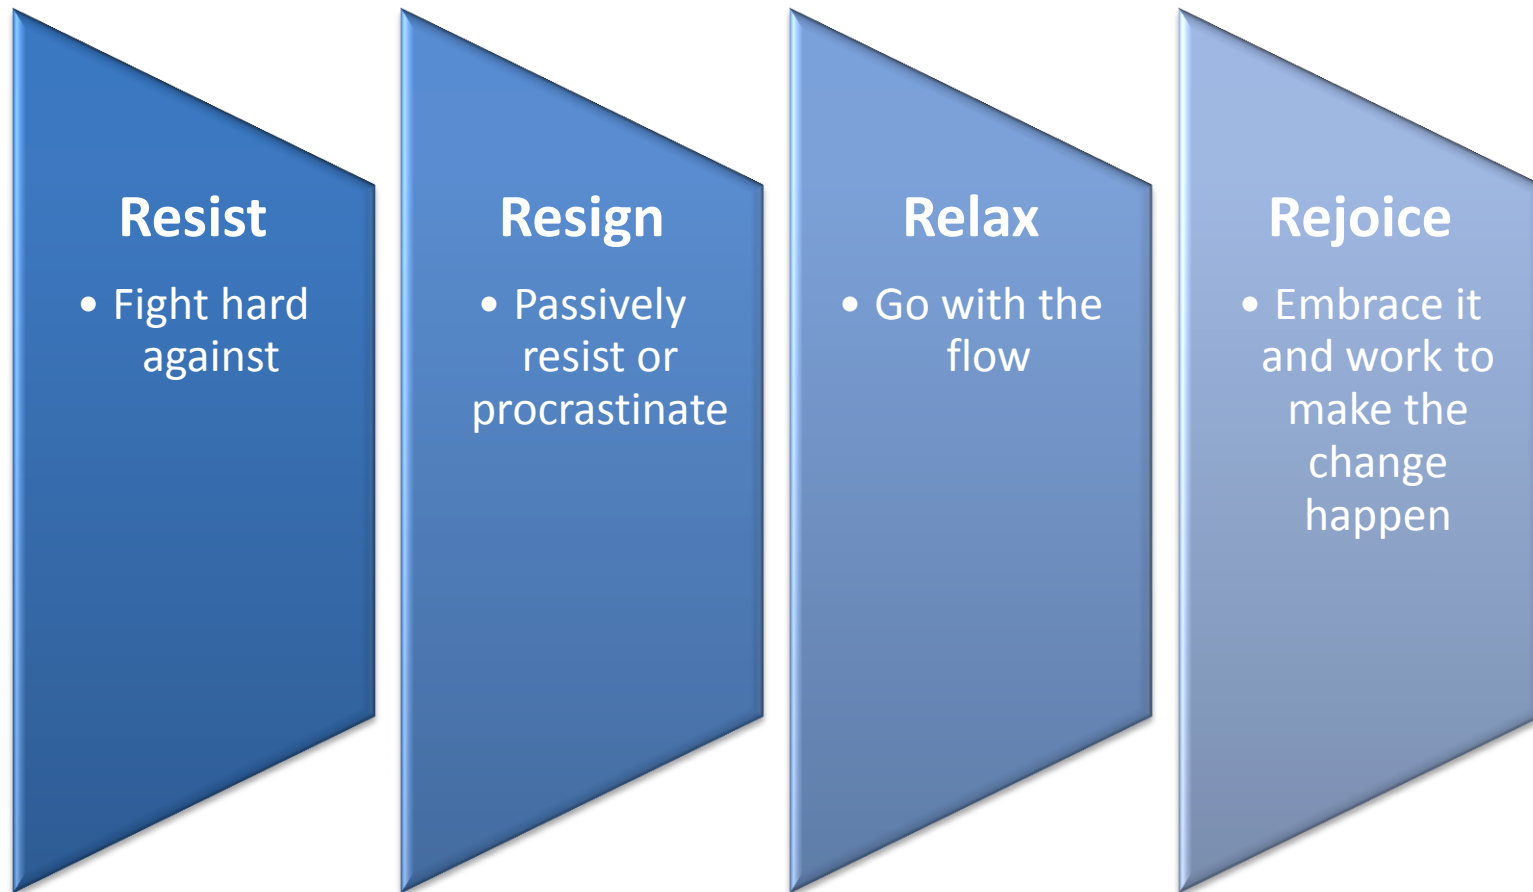 Resist
• Fight hard
against
Resign
• Passively
resist or
procrastinate
Relax
• Go with the
flow
Rejoice
• Embrace it
and work to
make the
change
happen